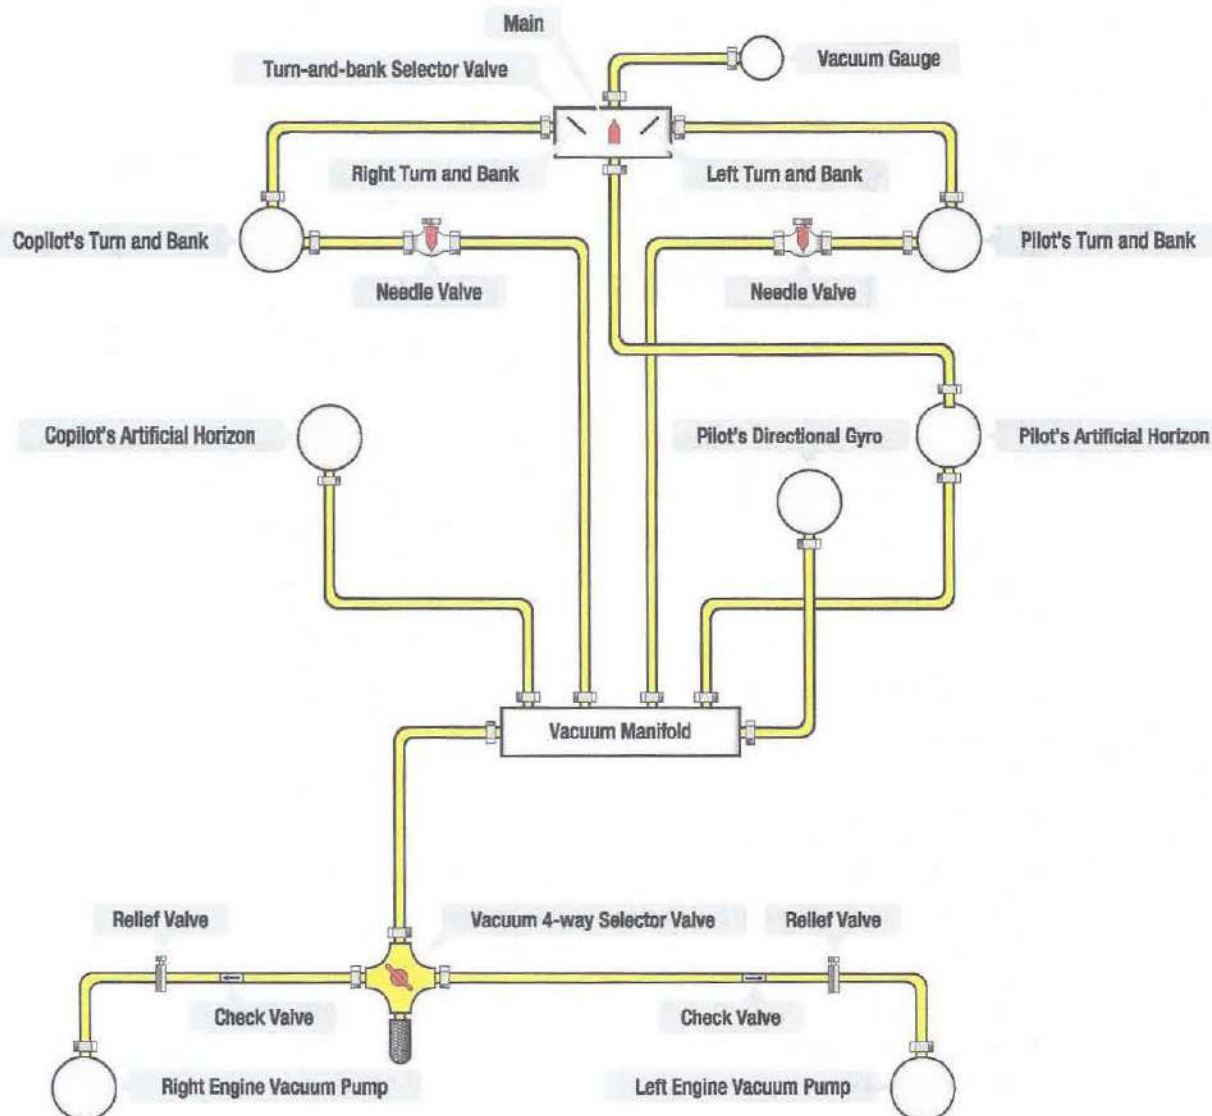 Main
Vacuum Gauge
Turn-and-bank Selector Valve
Right Turn and Bank
Left Turn and Bank
Copilot's Turn and Bank
Pilot's Turn and Bank
Needle Valve
Needle Valve
Copilot's Artificial Horizon
Pilot's Directional Gyro
Pilot's Artificial Horizon
Vacuum Manifold
Relief Valve
Vacuum 4-way Selector Valve
Relief Valve
Check Valve
Check Valve
Right Engine Vacuum Pump
Left Engine Vacuum Pump